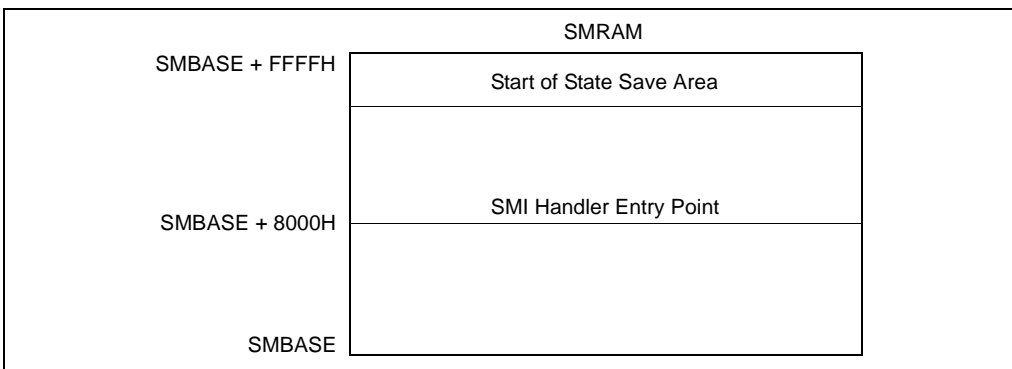 SMRAM
SMBASE + FFFFH
Start of State Save Area
SMI Handler Entry Point
SMBASE + 8000H
SMBASE